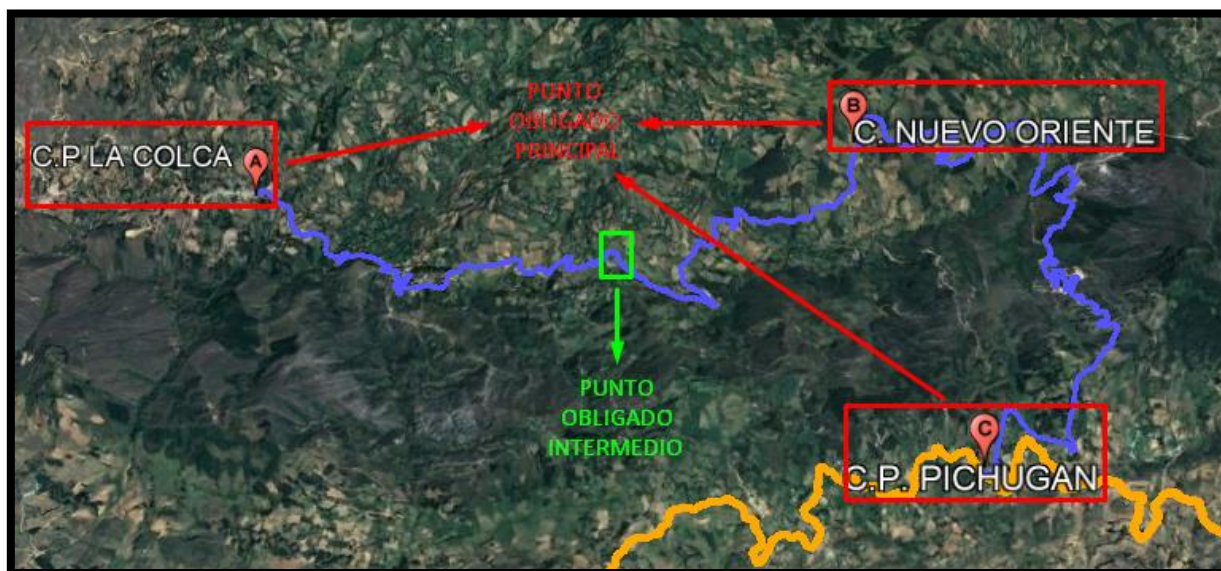 C.P LA COLCA
A
PUNTO
OBLIGADO
PRINCIPAL
B
C. NUEVO ORIENTE
PUNTO
OBLIGADO
INTERMEDIO
C
C.P. PICHUGAN